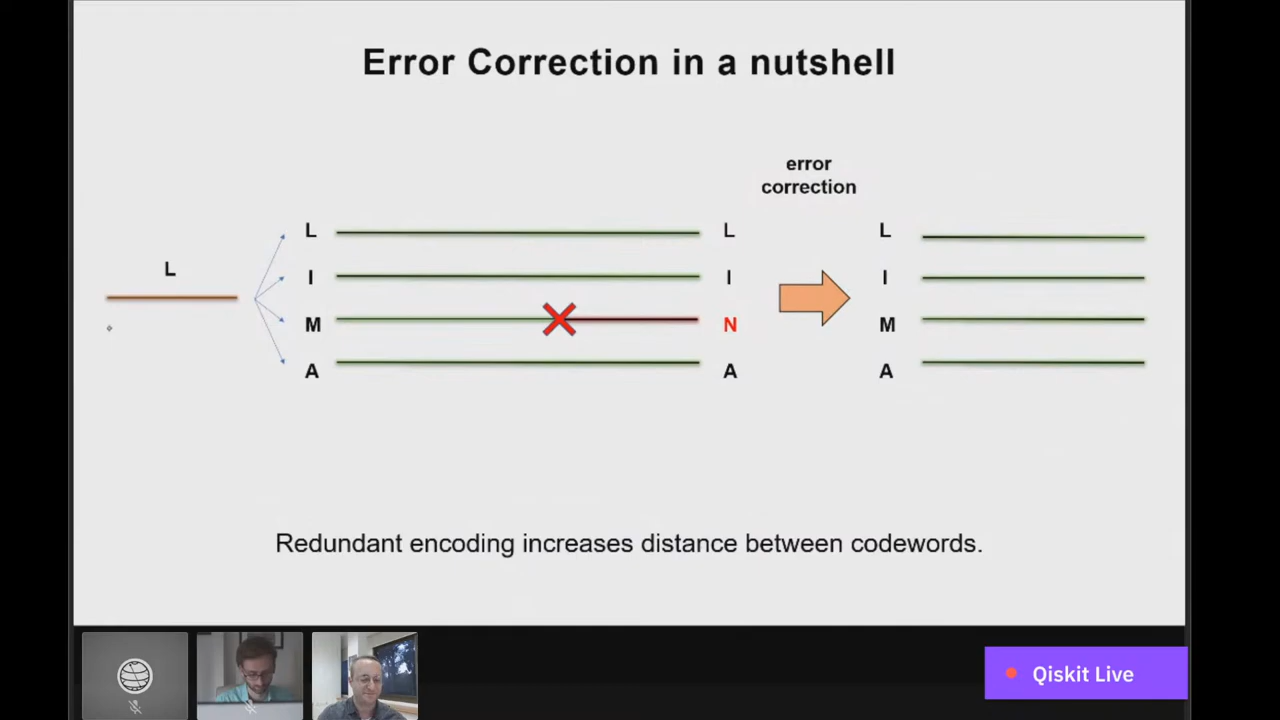 Error Correction in a nutshell
error
correction
L
L L L
I I I
M N M
A A A
Redundant encoding increases distance between codewords.
Qiskit Live